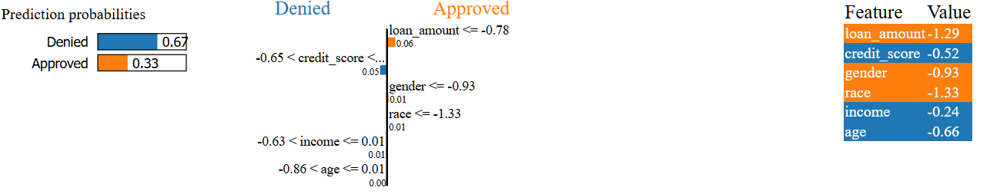 Prediction probabilities
Denied 0.67
Approved 0.33
Denied Approved
loan_amount <= -0.78
0.06
-0.65 < credit_score <...
0.05
gender <= -0.93
0.01
race <= -1.33
0.01
-0.63 < income <= 0.01
0.01
-0.86 < age <= 0.01
0.00
Feature Value
loan_amount -1.29
credit_score -0.52
gender -0.93
race -1.33
income -0.24
age -0.66